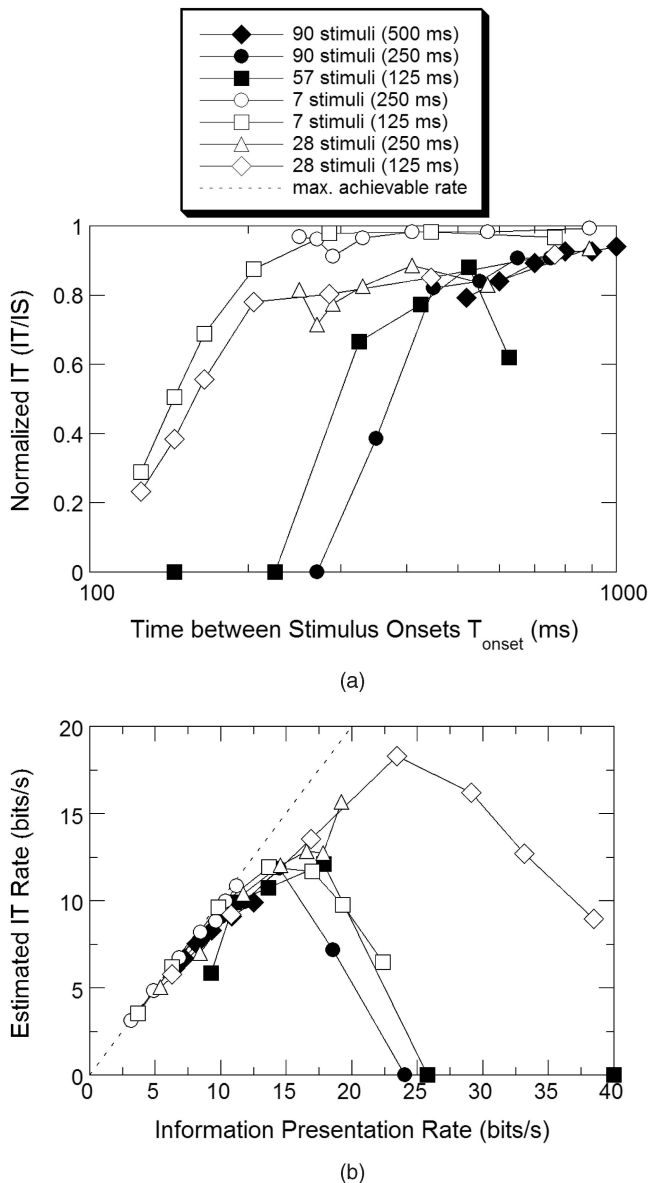 90 stimuli (500 ms)
90 stimuli (250 ms)
57 stimuli (125 ms)
7 stimuli (250 ms)
7 stimuli (125 ms)
28 stimuli (250 ms)
28 stimuli (125 ms)
max. achievable rate
Normalized IT (IT/IS)
1
0.8
0.6
0.4
0.2
0
100 1000
Time between Stimulus Onsets T_onset (ms)
(a)
Estimated IT Rate (bits/s)
20
15
10
5
0
0 5 10 15 20 25 30 35 40
Information Presentation Rate (bits/s)
(b)